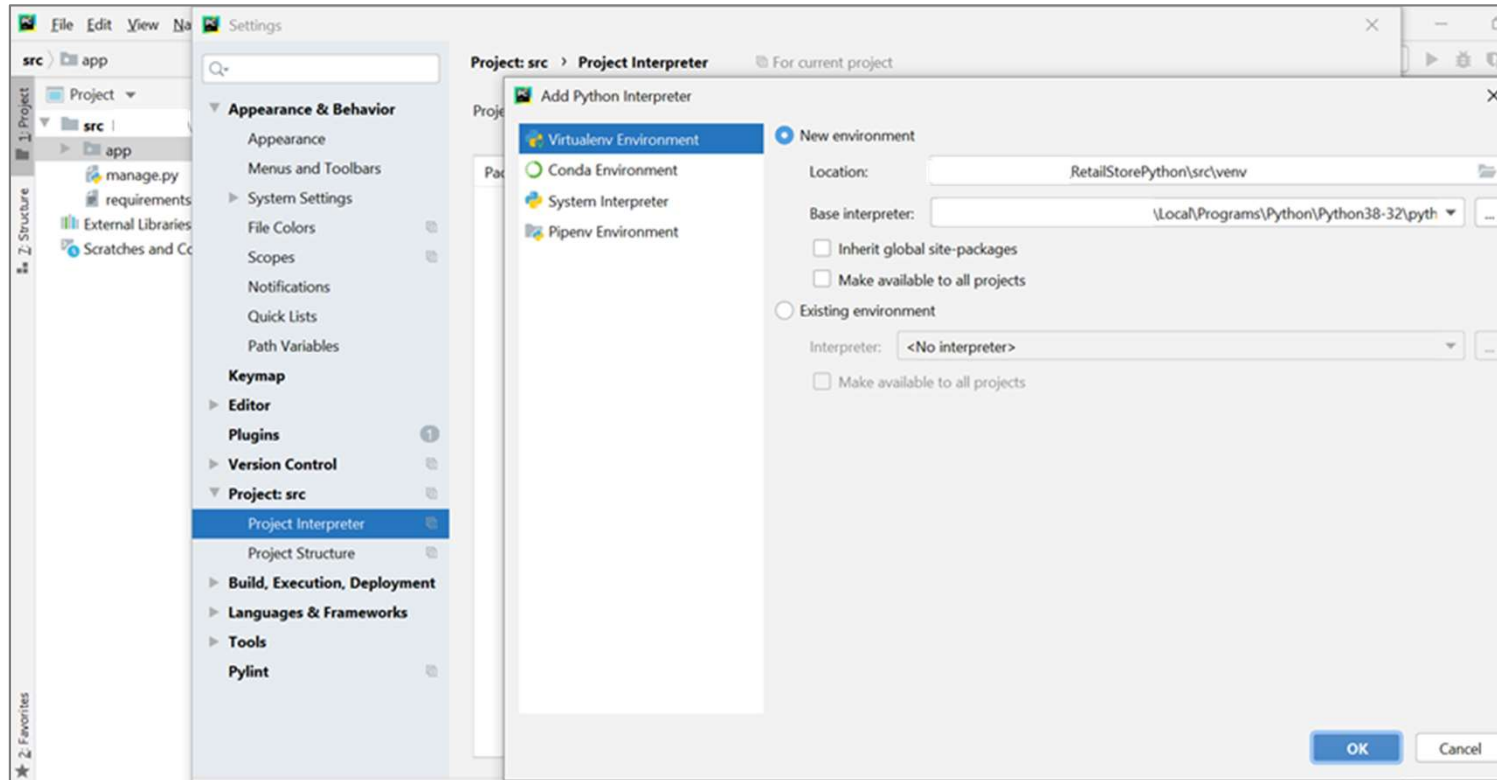 File Edit View Na
Settings
src app
Project: src › Project Interpreter For current project
Project
Proje
Add Python Interpreter
1: Project
src
app
manage.py
requirements
External Libraries
Scratches and Co
Z: Structure
2: Favorites
Appearance & Behavior
Appearance
Menus and Toolbars
System Settings
File Colors
Scopes
Notifications
Quick Lists
Path Variables
Keymap
Editor
Plugins 1
Version Control
Project: src
Project Interpreter
Project Structure
Build, Execution, Deployment
Languages & Frameworks
Tools
Pylint
Pac
Virtualenv Environment
Conda Environment
System Interpreter
Pipenv Environment
New environment
Location: RetailStorePython\src\venv
Base interpreter: \Local\Programs\Python\Python38-32\pyth ...
Inherit global site-packages
Make available to all projects
Existing environment
Interpreter: <No interpreter> ...
Make available to all projects
OK Cancel